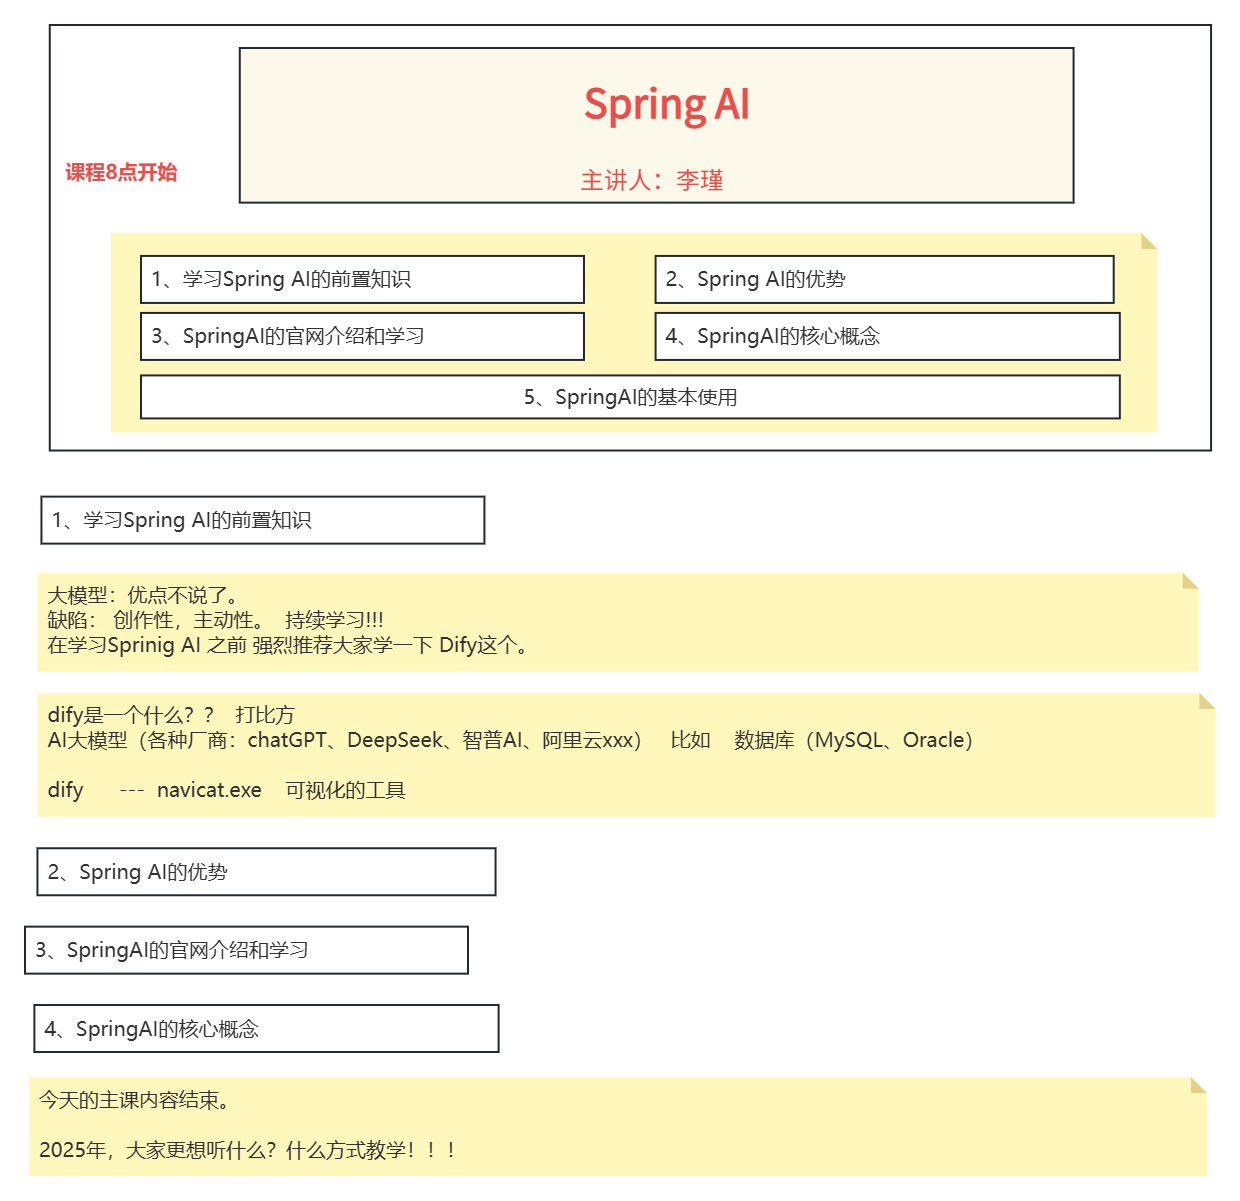 Spring AI
课程8点开始
主讲人：李瑾
1、学习Spring AI的前置知识
2、Spring AI的优势
3、SpringAI的官网介绍和学习
4、SpringAI的核心概念
5、SpringAI的基本使用
1、学习Spring AI的前置知识
大模型：优点不说了。
缺陷： 创作性，主动性。 持续学习!!!
在学习Sprinig AI 之前 强烈推荐大家学一下 Dify这个。
dify是一个什么？？ 打比方
AI大模型（各种厂商：chatGPT、DeepSeek、智普AI、阿里云xxx） 比如 数据库（MySQL、Oracle）
dify --- navicat.exe 可视化的工具
2、Spring AI的优势
3、SpringAI的官网介绍和学习
4、SpringAI的核心概念
今天的主课内容结束。
2025年，大家更想听什么？什么方式教学！！！